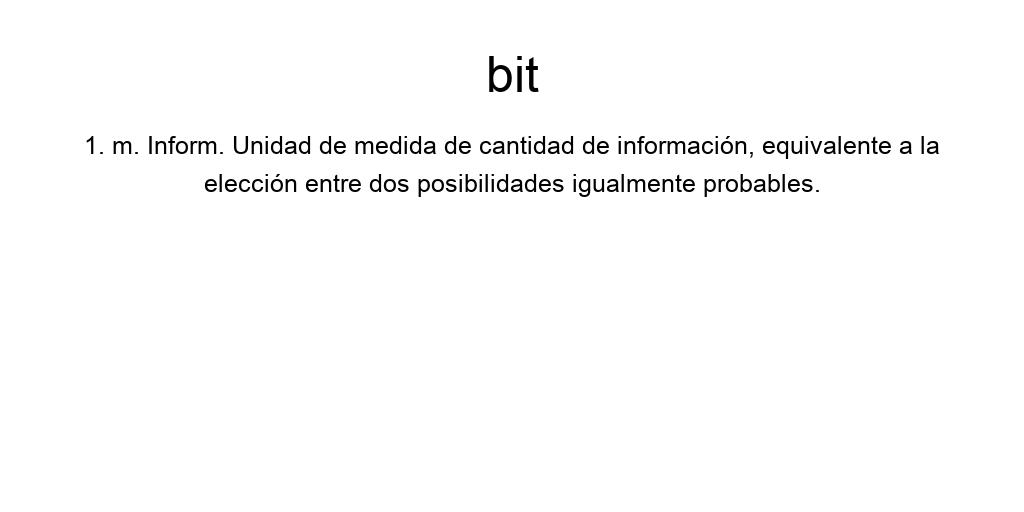 bit
1. m. Inform. Unidad de medida de cantidad de información, equivalente a la
elección entre dos posibilidades igualmente probables.